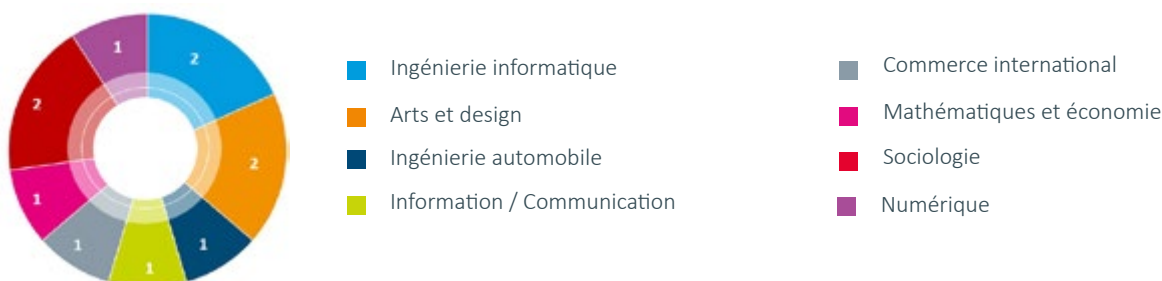 1
2
2
2
1
1
1
1
Ingénierie informatique
Arts et design
Ingénierie automobile
Information / Communication
Commerce international
Mathématiques et économie
Sociologie
Numérique